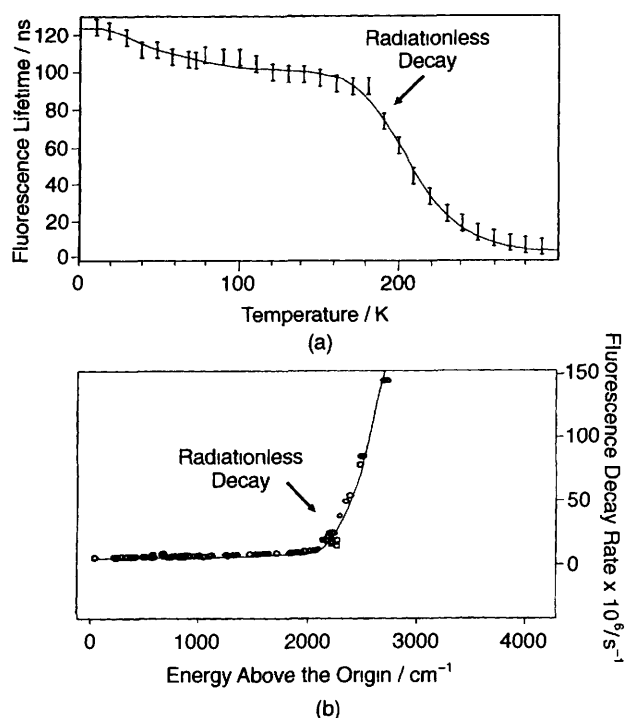 120
100
80
60
40
20
0
Fluorescence Lifetime / ns
Radiationless
Decay
100
200
Temperature / K
(a)
150
100
50
0
Fluorescence Decay Rate x 10⁶/s⁻¹
Radiationless
Decay
0
1000
2000
3000
4000
Energy Above the Origin / cm⁻¹
(b)